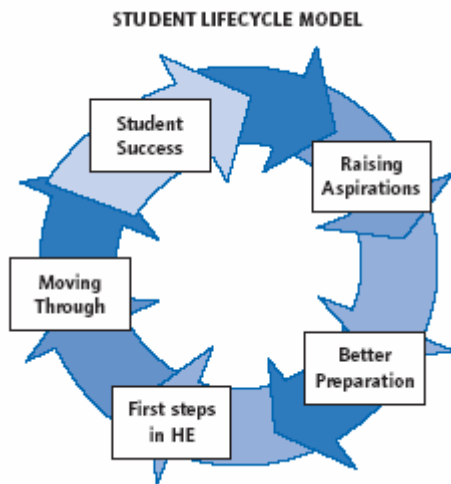 STUDENT LIFECYCLE MODEL
Student
Success
Raising
Aspirations
Moving
Through
Better
Preparation
First steps
in HE